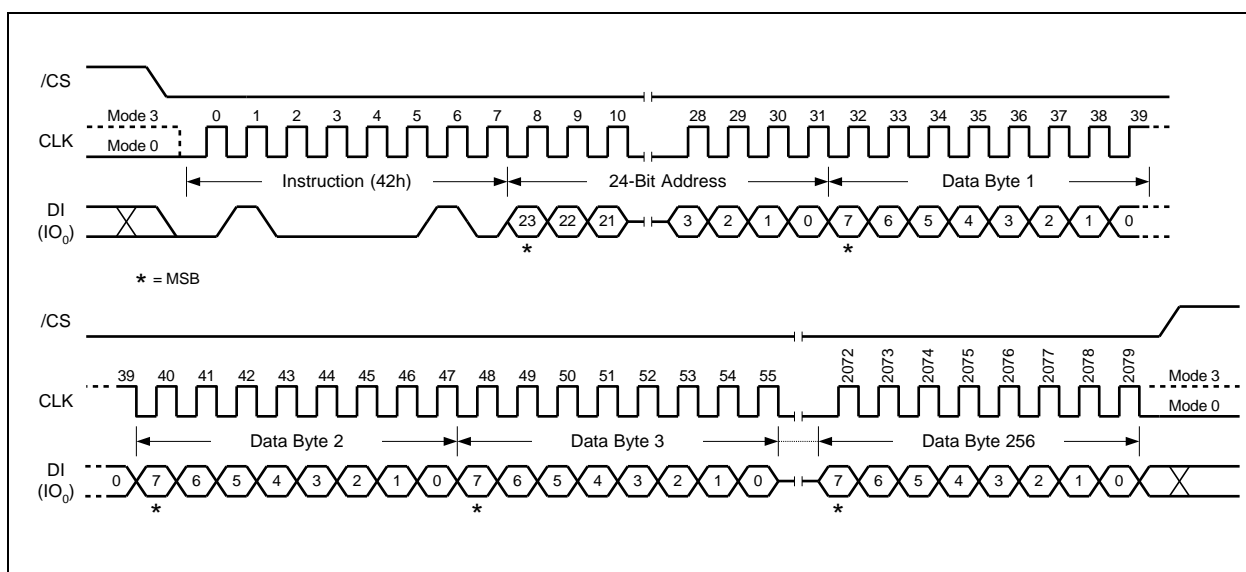 /CS
Mode 3 0 1 2 3 4 5 6 7 8 9 10 28 29 30 31 32 33 34 35 36 37 38 39
CLK
Mode 0
Instruction (42h) 24-Bit Address Data Byte 1
DI
(IO0) 23 22 21 3 2 1 0 7 6 5 4 3 2 1 0
* *
* = MSB
/CS
39 40 41 42 43 44 45 46 47 48 49 50 51 52 53 54 55 2072 2073 2074 2075 2076 2077 2078 2079 Mode 3
CLK
Mode 0
Data Byte 2 Data Byte 3 Data Byte 256
DI
(IO0) 0 7 6 5 4 3 2 1 0 7 6 5 4 3 2 1 0 7 6 5 4 3 2 1 0
* * *